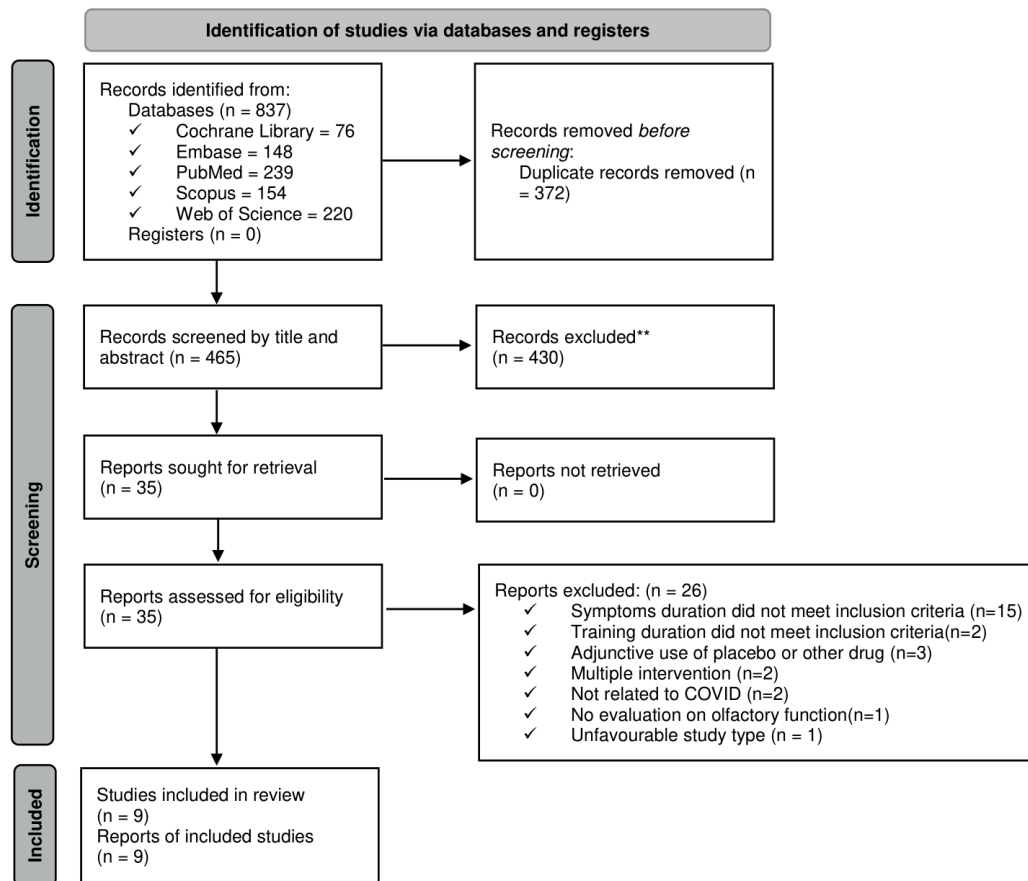 Identification of studies via databases and registers
Identification
Records identified from:
Databases (n = 837)
✓ Cochrane Library = 76
✓ Embase = 148
✓ PubMed = 239
✓ Scopus = 154
✓ Web of Science = 220
Registers (n = 0)
Records removed before
screening:
Duplicate records removed (n
= 372)
Screening
Records screened by title and
abstract (n = 465)
Records excluded**
(n = 430)
Reports sought for retrieval
(n = 35)
Reports not retrieved
(n = 0)
Reports assessed for eligibility
(n = 35)
Reports excluded: (n = 26)
✓ Symptoms duration did not meet inclusion criteria (n=15)
✓ Training duration did not meet inclusion criteria(n=2)
✓ Adjunctive use of placebo or other drug (n=3)
✓ Multiple intervention (n=2)
✓ Not related to COVID (n=2)
✓ No evaluation on olfactory function(n=1)
✓ Unfavourable study type (n = 1)
Included
Studies included in review
(n = 9)
Reports of included studies
(n = 9)